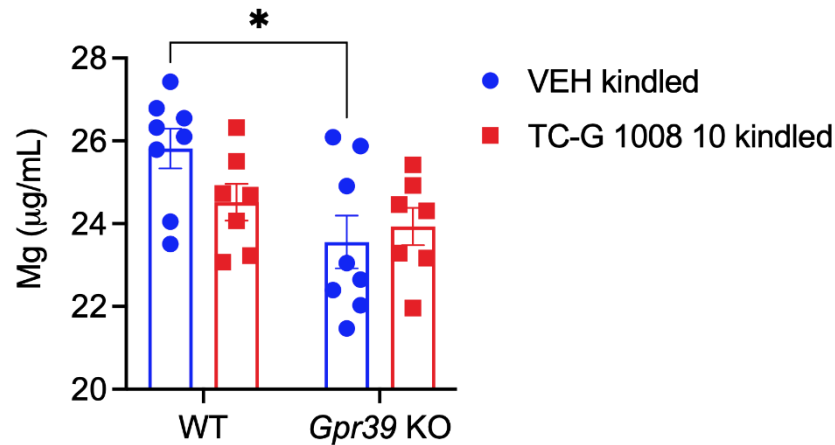 *
28
26
24
22
20
Mg (μg/mL)
WT
Gpr39 KO
VEH kindled
TC-G 1008 10 kindled